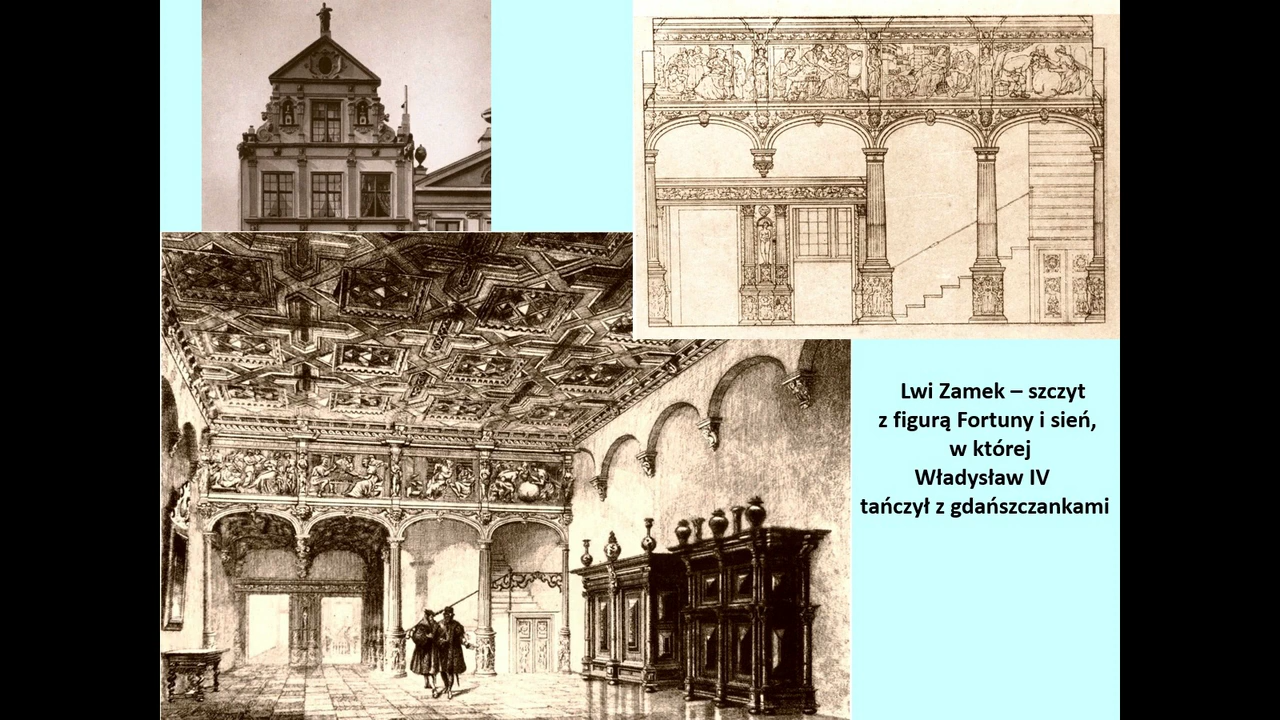 Lwi Zamek – szczyt
z figurą Fortuny i sień,
w której
Władysław IV
tańczył z gdańszczankami